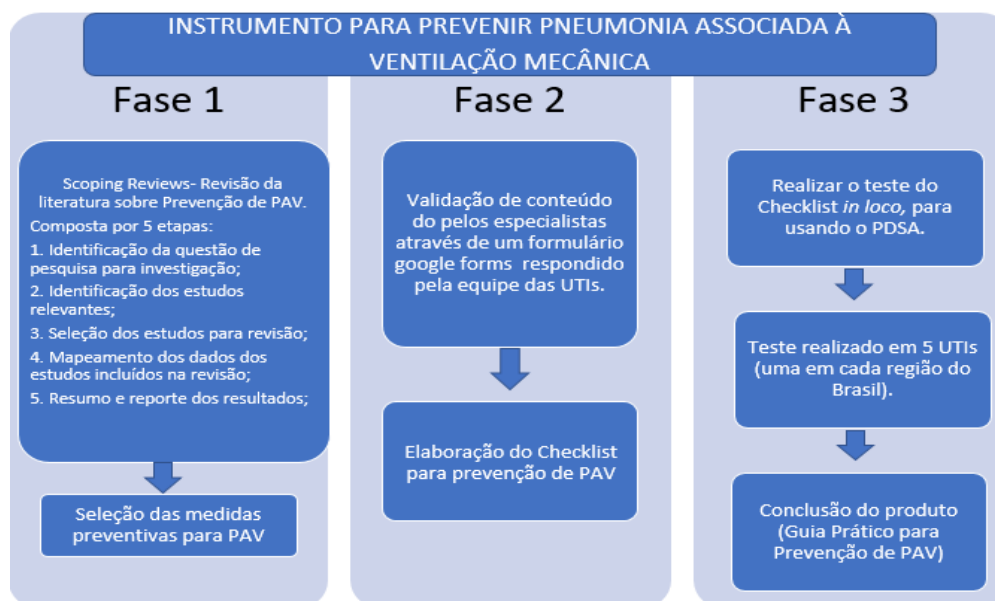 INSTRUMENTO PARA PREVENIR PNEUMONIA ASSOCIADA À
VENTILAÇÃO MECÂNICA
Fase 1
Scoping Reviews- Revisão da
literatura sobre Prevenção de PAV.
Composta por 5 etapas:
1. Identificação da questão de
pesquisa para investigação;
2. Identificação dos estudos
relevantes;
3. Seleção dos estudos para revisão;
4. Mapeamento dos dados dos
estudos incluídos na revisão;
5. Resumo e reporte dos resultados;
Seleção das medidas
preventivas para PAV
Fase 2
Validação de conteúdo
do pelos especialistas
através de um formulário
google forms respondido
pela equipe das UTIs.
Elaboração do Checklist
para prevenção de PAV
Fase 3
Realizar o teste do
Checklist in loco, para
usando o PDSA.
Teste realizado em 5 UTIs
(uma em cada região do
Brasil).
Conclusão do produto
(Guia Prático para
Prevenção de PAV)